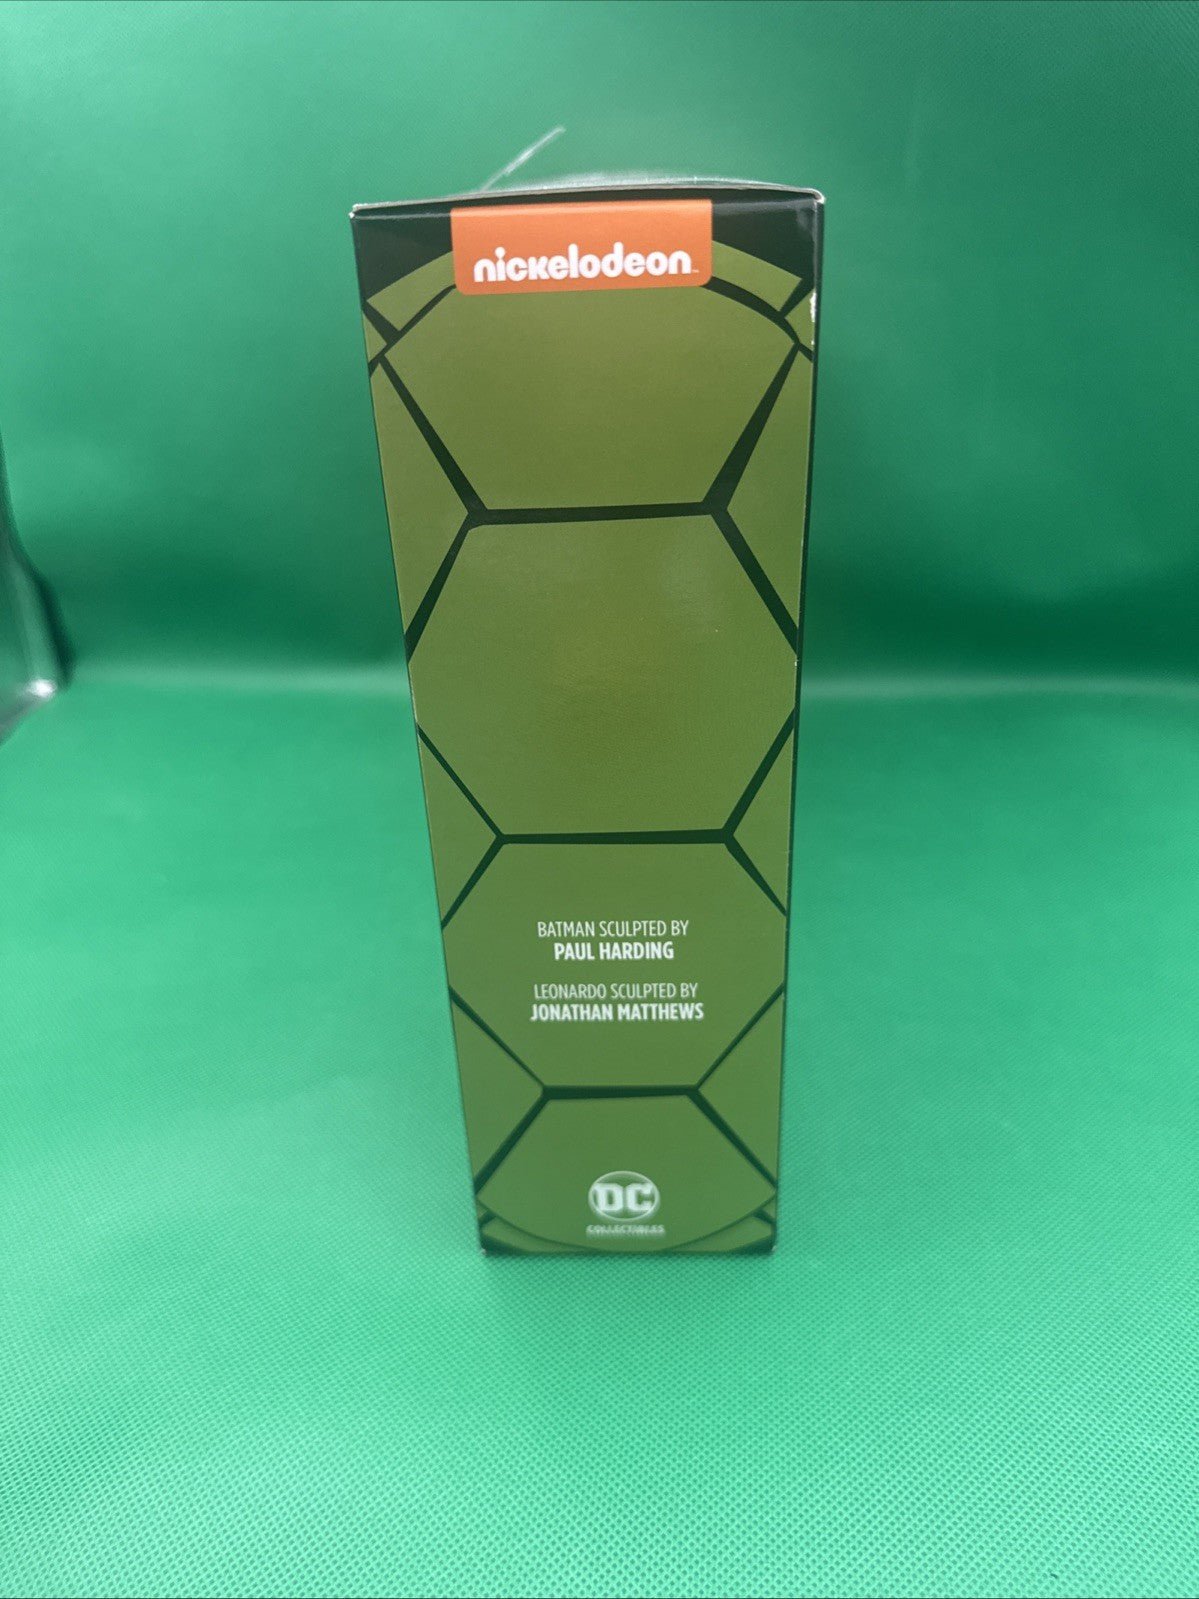 nickelodeon
BATMAN SCULPTED BY
PAUL HARDING
LEONARDO SCULPTED BY
JONATHAN MATTHEWS
DC
COLLECTIBLES